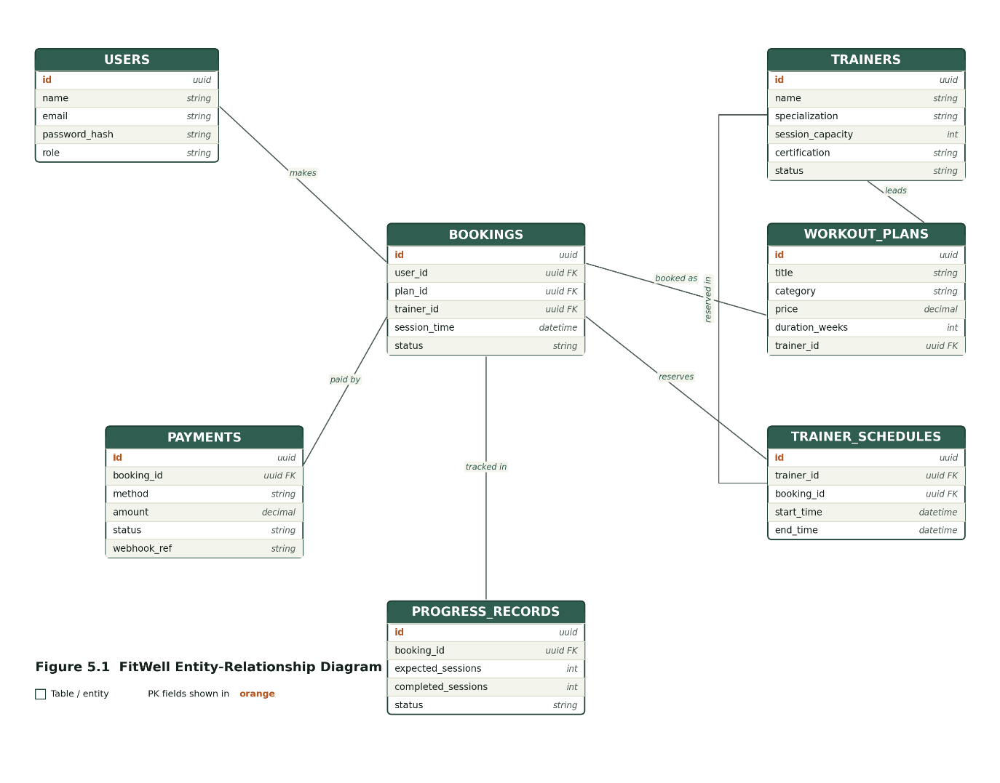 USERS
id uuid
name string
email string
password_hash string
role string
TRAINERS
id uuid
name string
specialization string
session_capacity int
certification string
status string
makes
leads
BOOKINGS
id uuid
user_id uuid FK
plan_id uuid FK
trainer_id uuid FK
session_time datetime
status string
booked as
reserved in
WORKOUT_PLANS
id uuid
title string
category string
price decimal
duration_weeks int
trainer_id uuid FK
paid by
reserves
PAYMENTS
id uuid
booking_id uuid FK
method string
amount decimal
status string
webhook_ref string
tracked in
TRAINER_SCHEDULES
id uuid
trainer_id uuid FK
booking_id uuid FK
start_time datetime
end_time datetime
PROGRESS_RECORDS
id uuid
booking_id uuid FK
expected_sessions int
completed_sessions int
status string
Figure 5.1 FitWell Entity-Relationship Diagram
Table / entity PK fields shown in orange